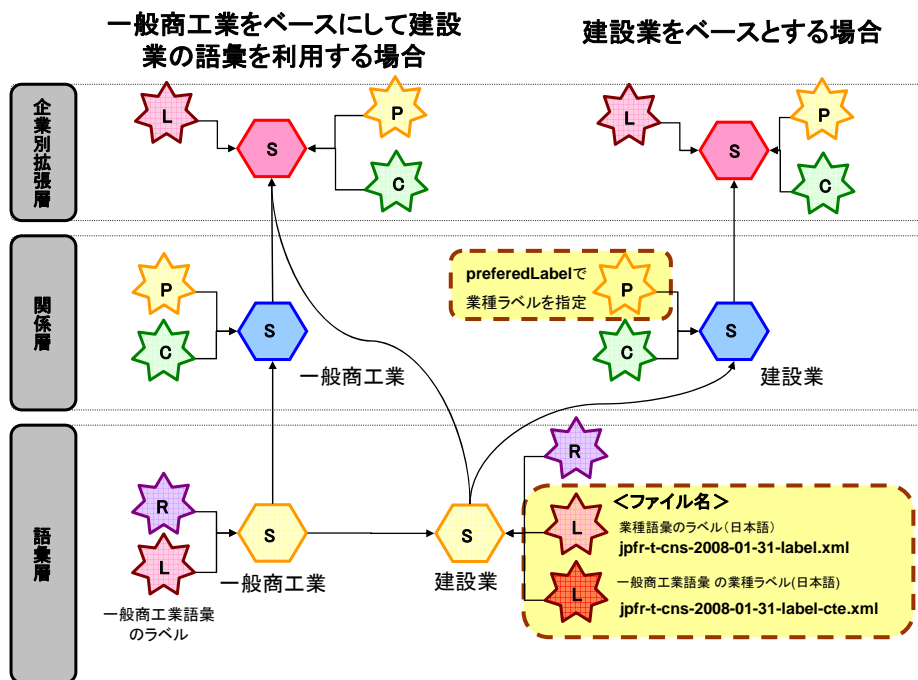 一般商工業をベースにして建設
業の語彙を利用する場合
建設業をベースとする場合
企業別拡張層
L
P
S
C
L
P
S
C
関係層
P
S
C
一般商工業
preferedLabelで
業種ラベルを指定
P
S
C
建設業
語彙層
R
S
L
一般商工業
一般商工業語彙
のラベル
S
建設業
R
<ファイル名>
L
業種語彙のラベル(日本語)
jpfr-t-cns-2008-01-31-label.xml
L
一般商工業語彙 の業種ラベル(日本語)
jpfr-t-cns-2008-01-31-label-cte.xml